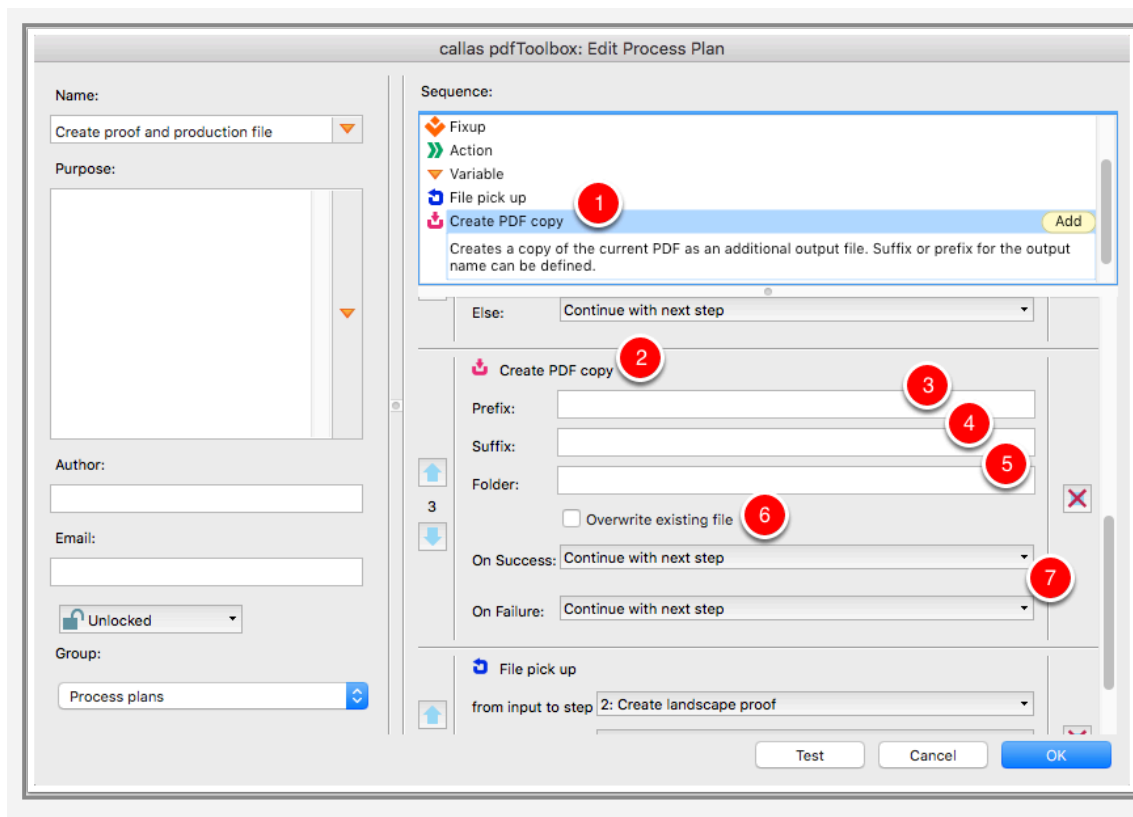 callas pdfToolbox: Edit Process Plan
Name:
Create proof and production file
Purpose:
Author:
Email:
Unlocked
Group:
Process plans
Sequence:
Fixup
Action
Variable
File pick up
1
Create PDF copy
Add
Creates a copy of the current PDF as an additional output file. Suffix or prefix for the output
name can be defined.
Else: Continue with next step
Create PDF copy
2
Prefix:
3
Suffix:
4
Folder:
5
3
Overwrite existing file
6
On Success: Continue with next step
7
On Failure: Continue with next step
File pick up
from input to step 2: Create landscape proof
Test
Cancel
OK